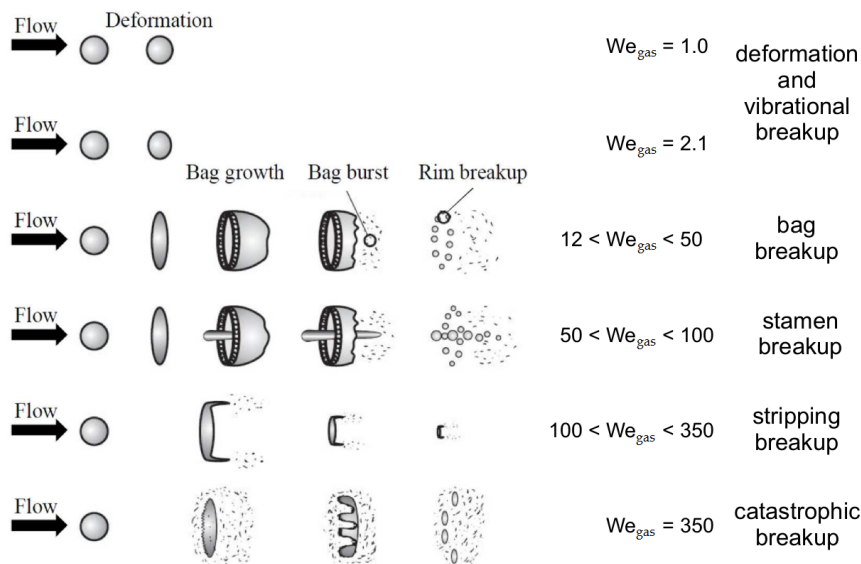 Deformation
Flow
We_gas = 1.0
deformation
and
vibrational
breakup
Flow
We_gas = 2.1
Bag growth
Bag burst
Rim breakup
Flow
12 < We_gas < 50
bag
breakup
Flow
50 < We_gas < 100
stamen
breakup
Flow
100 < We_gas < 350
stripping
breakup
Flow
We_gas = 350
catastrophic
breakup